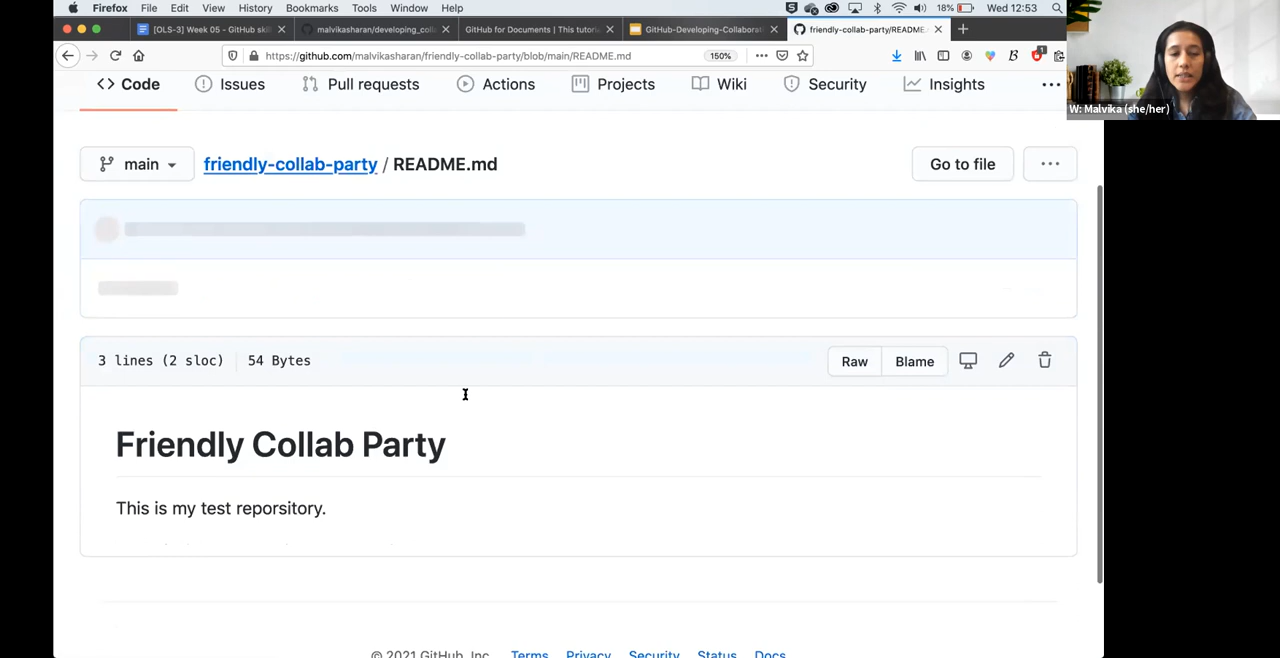 Firefox File Edit View History Bookmarks Tools Window Help 18% Wed 12:53
[OLS-3] Week 05 - GitHub skil malvikasharan/developing_coll GitHub for Documents | This tutori GitHub-Developing-Collaborati friendly-collab-party/README.
https://github.com/malvikasharan/friendly-collab-party/blob/main/README.md 150%
W: Malvika (she/her)
Code Issues Pull requests Actions Projects Wiki Security Insights
main friendly-collab-party / README.md Go to file
3 lines (2 sloc) 54 Bytes Raw Blame
Friendly Collab Party
This is my test reporsitory.
© 2021 GitHub, Inc. Terms Privacy Security Status Docs